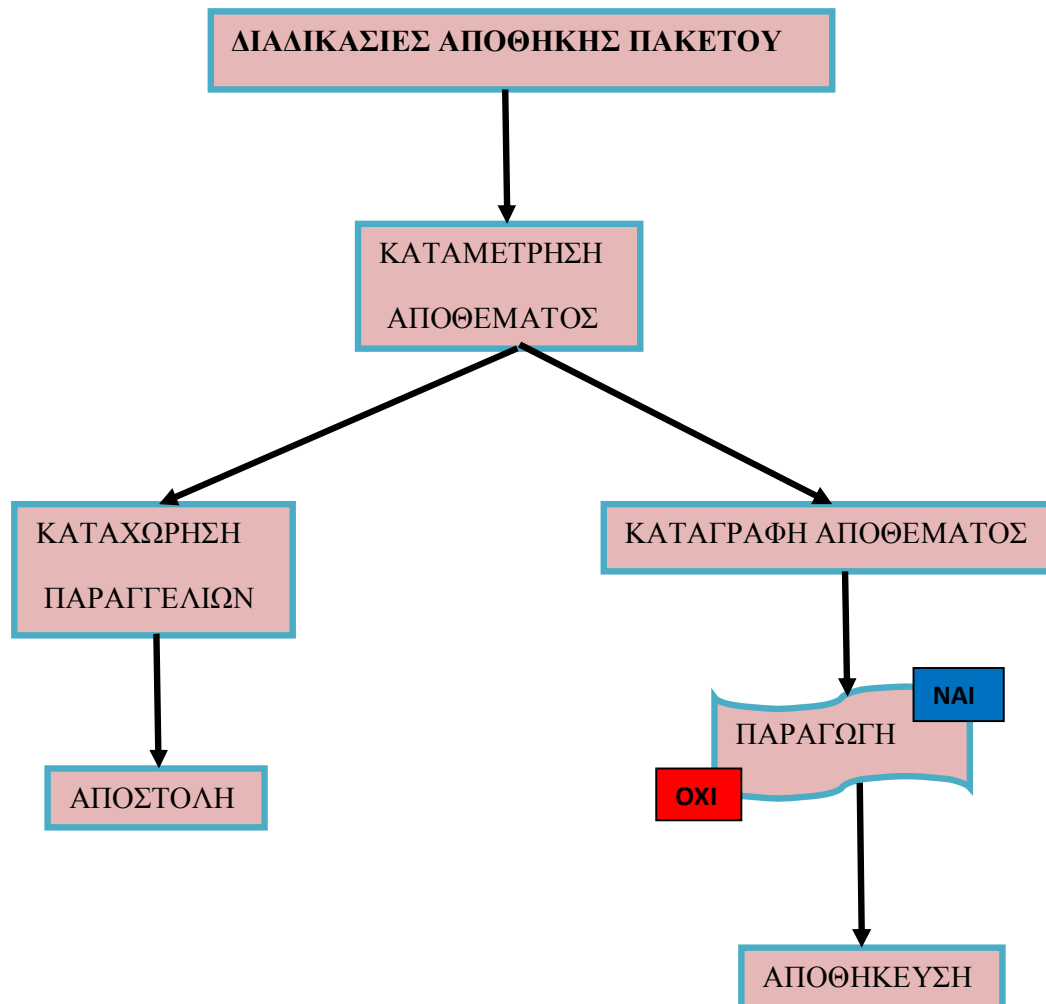 ΔΙΑΔΙΚΑΣΙΕΣ ΑΠΟΘΗΚΗΣ ΠΑΚΕΤΟΥ
ΚΑΤΑΜΕΤΡΗΣΗ
ΑΠΟΘΕΜΑΤΟΣ
ΚΑΤΑΧΩΡΗΣΗ
ΠΑΡΑΓΓΕΛΙΩΝ
ΚΑΤΑΓΡΑΦΗ ΑΠΟΘΕΜΑΤΟΣ
ΝΑΙ
ΠΑΡΑΓΩΓΗ
ΟΧΙ
ΑΠΟΣΤΟΛΗ
ΑΠΟΘΗΚΕΥΣΗ